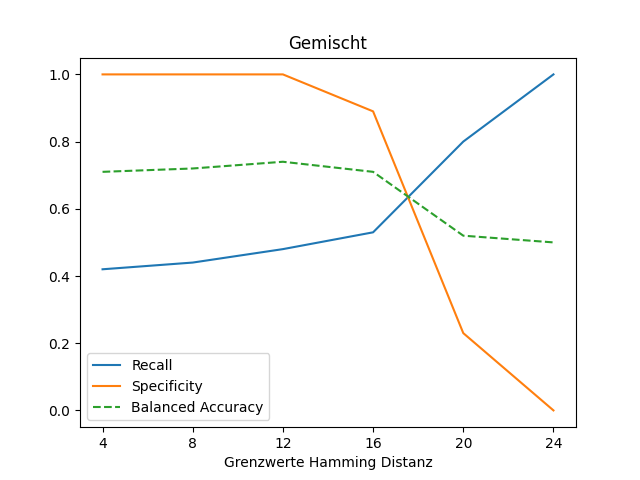 Gemischt
1.0
0.8
0.6
0.4
0.2
0.0
Recall
Specificity
Balanced Accuracy
4 8 12 16 20 24
Grenzwerte Hamming Distanz